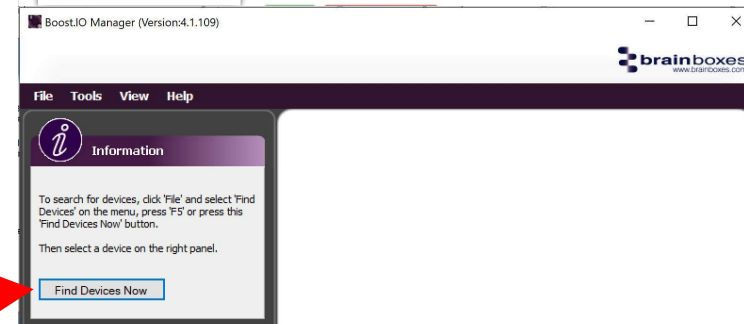 Boost.IO Manager (Version:4.1.109)
brainboxes
www.brainboxes.com
File Tools View Help
Information
To search for devices, click 'File' and select 'Find
Devices' on the menu, press 'F5' or press this
'Find Devices Now' button.
Then select a device on the right panel.
Find Devices Now